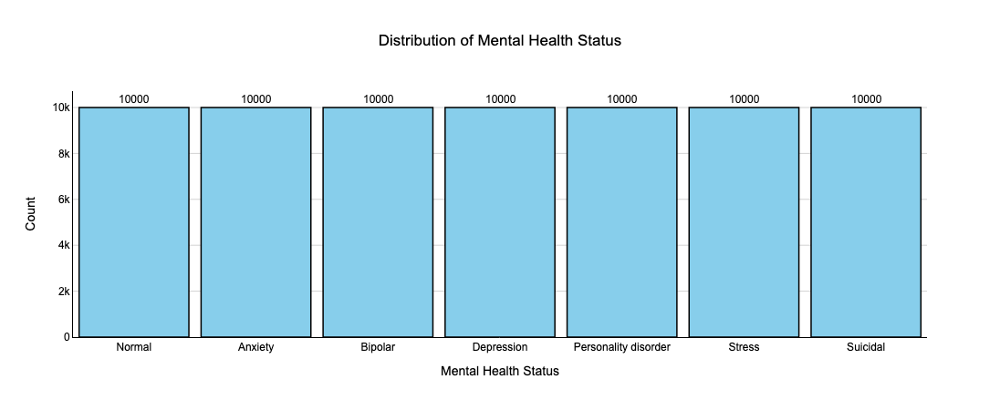 Distribution of Mental Health Status
10000 10000 10000 10000 10000 10000 10000
10k
8k
6k
4k
2k
0
Count
Normal Anxiety Bipolar Depression Personality disorder Stress Suicidal
Mental Health Status